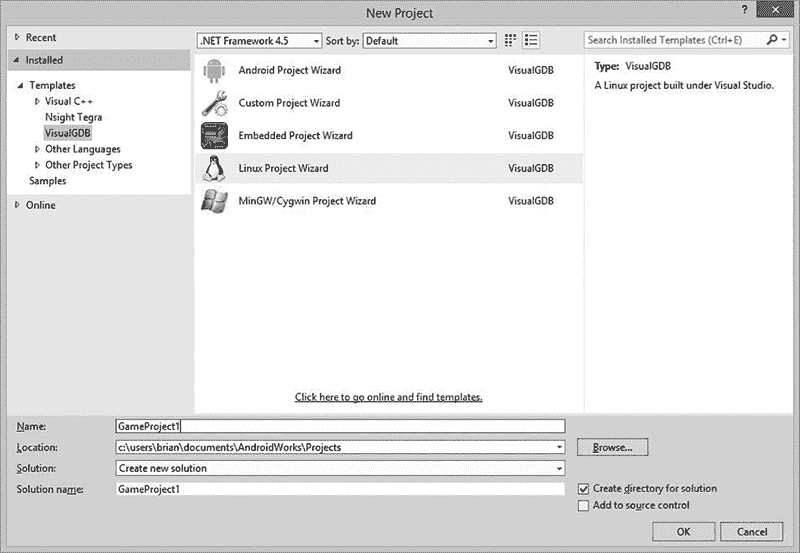 New Project
?
Recent
Installed
Templates
Visual C++
Nsight Tegra
VisualGDB
Other Languages
Other Project Types
Samples
Online
.NET Framework 4.5
Sort by: Default
Android Project Wizard VisualGDB
Custom Project Wizard VisualGDB
Embedded Project Wizard VisualGDB
Linux Project Wizard VisualGDB
MinGW/Cygwin Project Wizard VisualGDB
Click here to go online and find templates.
Search Installed Templates (Ctrl+E)
Type: VisualGDB
A Linux project built under Visual Studio.
Name: GameProject1
Location: c:\users\brian\documents\AndroidWorks\Projects
Browse...
Solution: Create new solution
Solution name: GameProject1
Create directory for solution
Add to source control
OK
Cancel